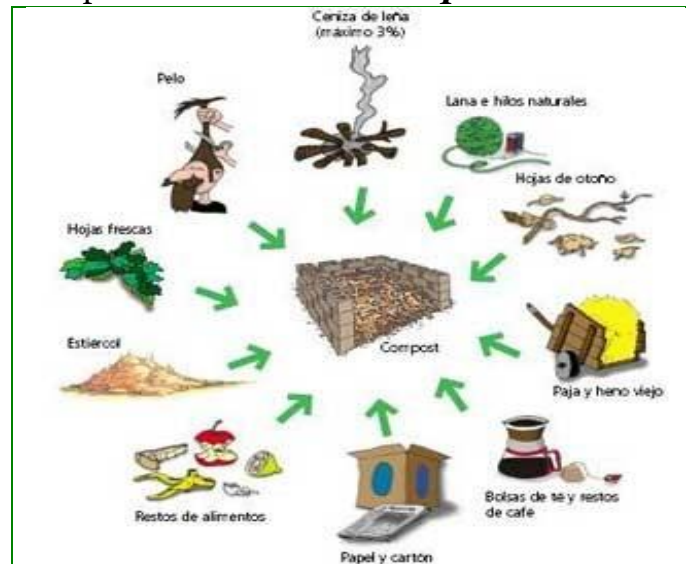 Ceniza de leña
(máximo 3%)
Pelo
Lana e hilos naturales
Hojas de otoño
Hojas frescas
Compost
Estiércol
Paja y heno viejo
Restos de alimentos
Bolsas de té y restos
de café
Papel y cartón